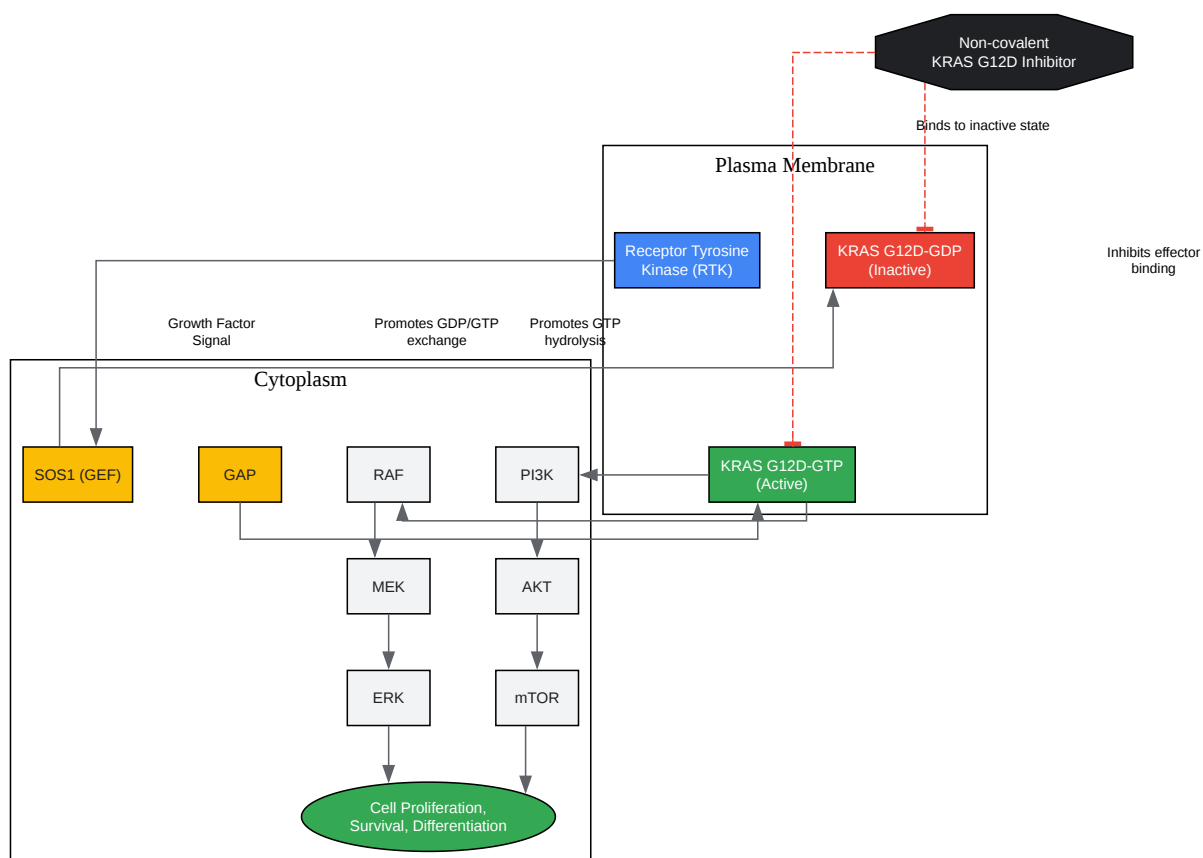 Non-covalent
KRAS G12D Inhibitor
Binds to inactive state
Plasma Membrane
Receptor Tyrosine
Kinase (RTK)
KRAS G12D-GDP
(Inactive)
Inhibits effector
binding
Growth Factor
Signal
Promotes GDP/GTP
exchange
Promotes GTP
hydrolysis
Cytoplasm
SOS1 (GEF)
GAP
RAF
PI3K
KRAS G12D-GTP
(Active)
MEK
AKT
ERK
mTOR
Cell Proliferation,
Survival, Differentiation